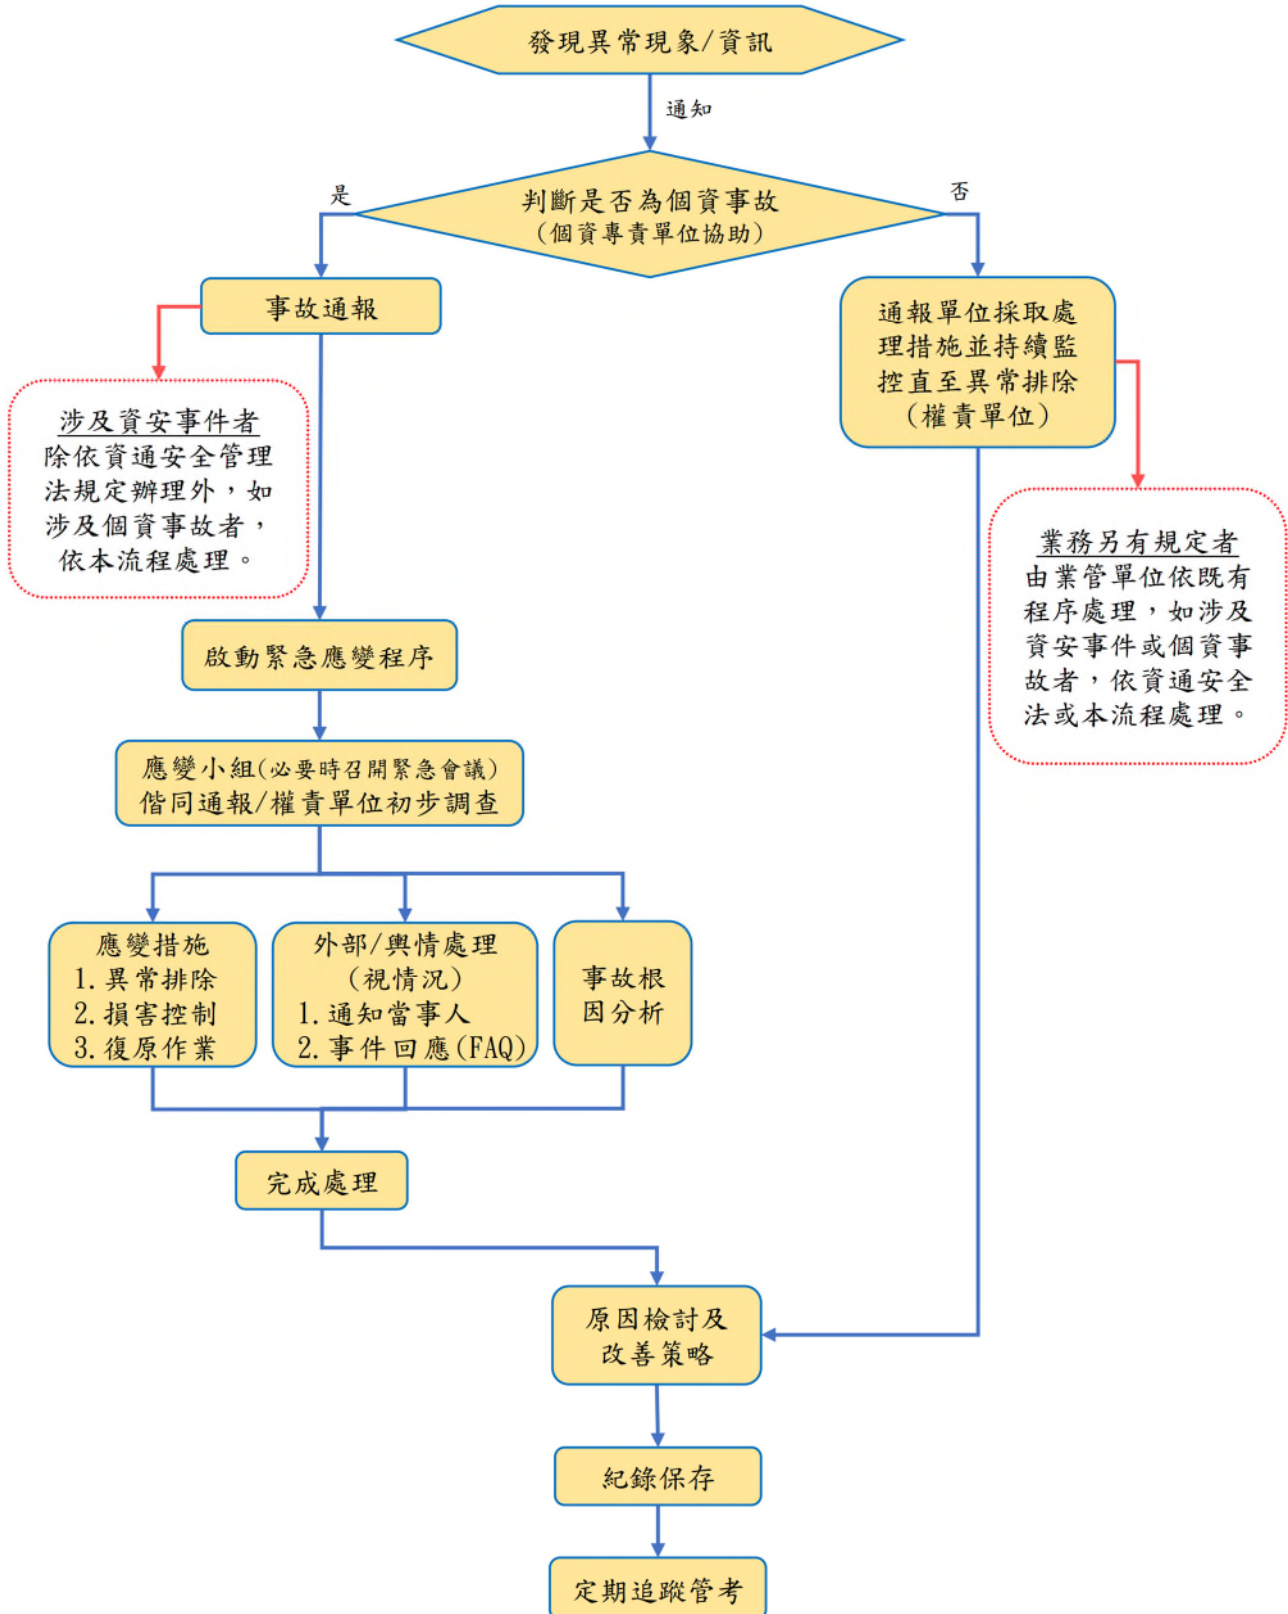 發現異常現象/資訊
通知
判斷是否為個資事故
(個資專責單位協助)
是
否
事故通報
通報單位採取處
理措施並持續監
控直至異常排除
(權責單位)
涉及資安事件者
除依資通安全管理
法規定辦理外，如
涉及個資事故者，
依本流程處理。
業務另有規定者
由業管單位依既有
程序處理，如涉及
資安事件或個資事
故者，依資通安全
法或本流程處理。
啟動緊急應變程序
應變小組(必要時召開緊急會議)
偕同通報/權責單位初步調查
應變措施
1.異常排除
2.損害控制
3.復原作業
外部/輿情處理
(視情況)
1.通知當事人
2.事件回應(FAQ)
事故根
因分析
完成處理
原因檢討及
改善策略
紀錄保存
定期追蹤管考